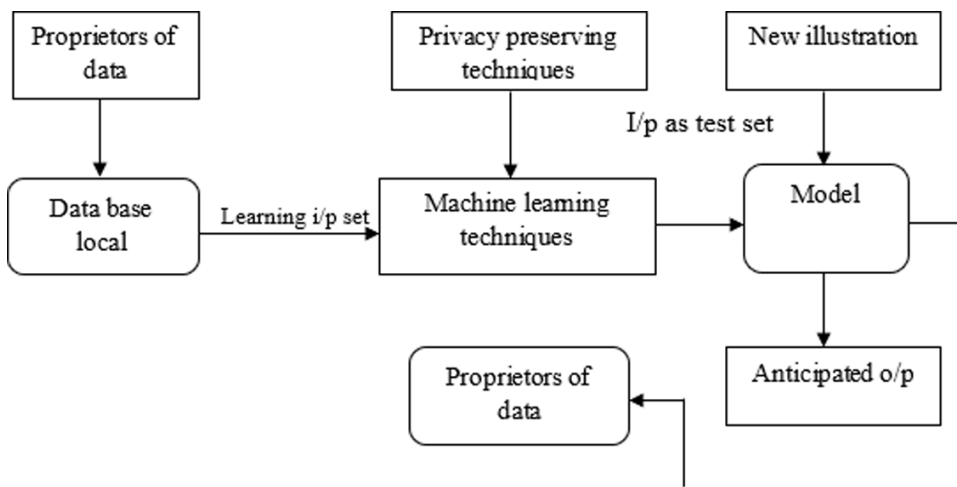 Proprietors of
data
Privacy preserving
techniques
New illustration
I/p as test set
Data base
local
Learning i/p set
Machine learning
techniques
Model
Proprietors of
data
Anticipated o/p